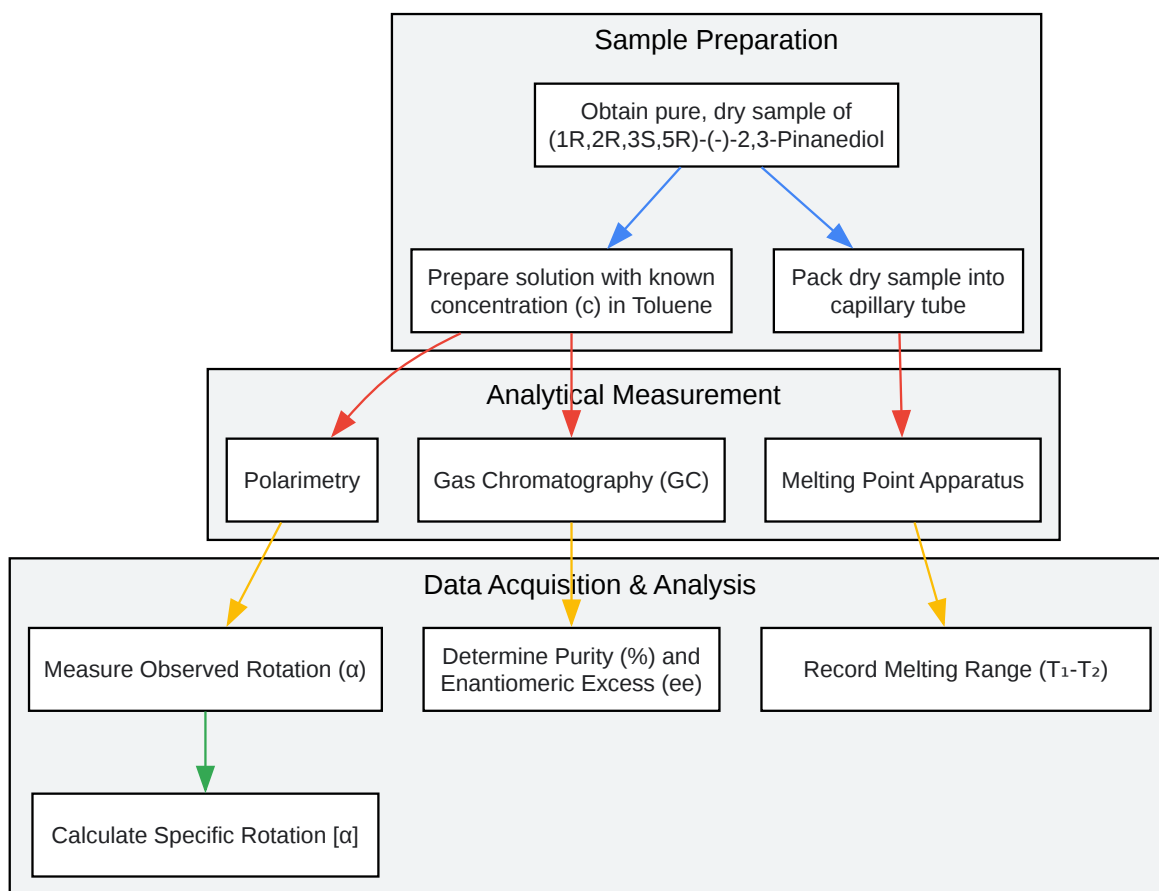 Sample Preparation
Obtain pure, dry sample of
(1R,2R,3S,5R)-(-)-2,3-Pinanediol
Prepare solution with known
concentration (c) in Toluene
Pack dry sample into
capillary tube
Analytical Measurement
Polarimetry
Gas Chromatography (GC)
Melting Point Apparatus
Data Acquisition & Analysis
Measure Observed Rotation (α)
Determine Purity (%) and
Enantiomeric Excess (ee)
Record Melting Range (T₁-T₂)
Calculate Specific Rotation [α]